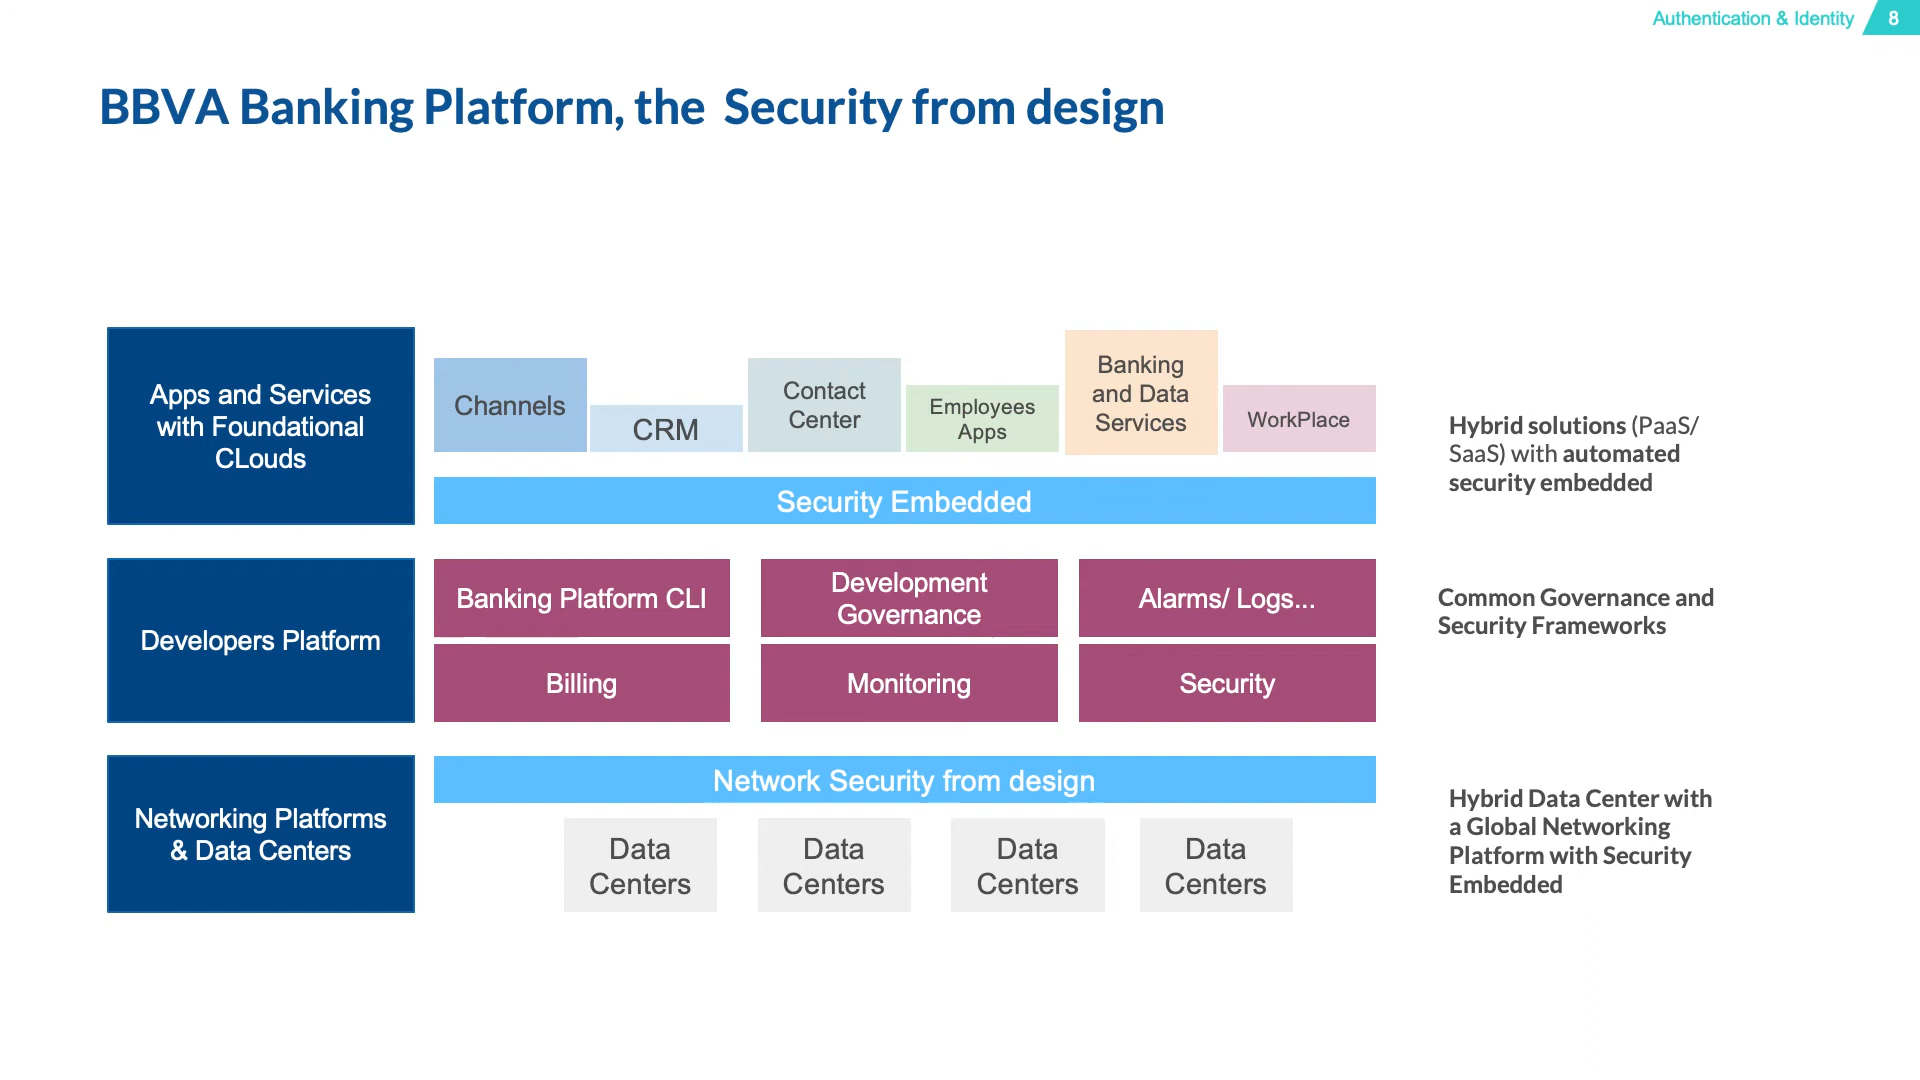 Authentication & Identity
8
BBVA Banking Platform, the  Security from design
Apps and Services
with Foundational
CLouds
Channels
CRM
Contact
Center
Employees
Apps
Banking
and Data
Services
WorkPlace
Security Embedded
Hybrid solutions (PaaS/
SaaS) with automated
security embedded
Developers Platform
Banking Platform CLI
Development
Governance
Alarms/ Logs...
Billing
Monitoring
Security
Common Governance and
Security Frameworks
Networking Platforms
& Data Centers
Network Security from design
Data
Centers
Data
Centers
Data
Centers
Data
Centers
Hybrid Data Center with
a Global Networking
Platform with Security
Embedded